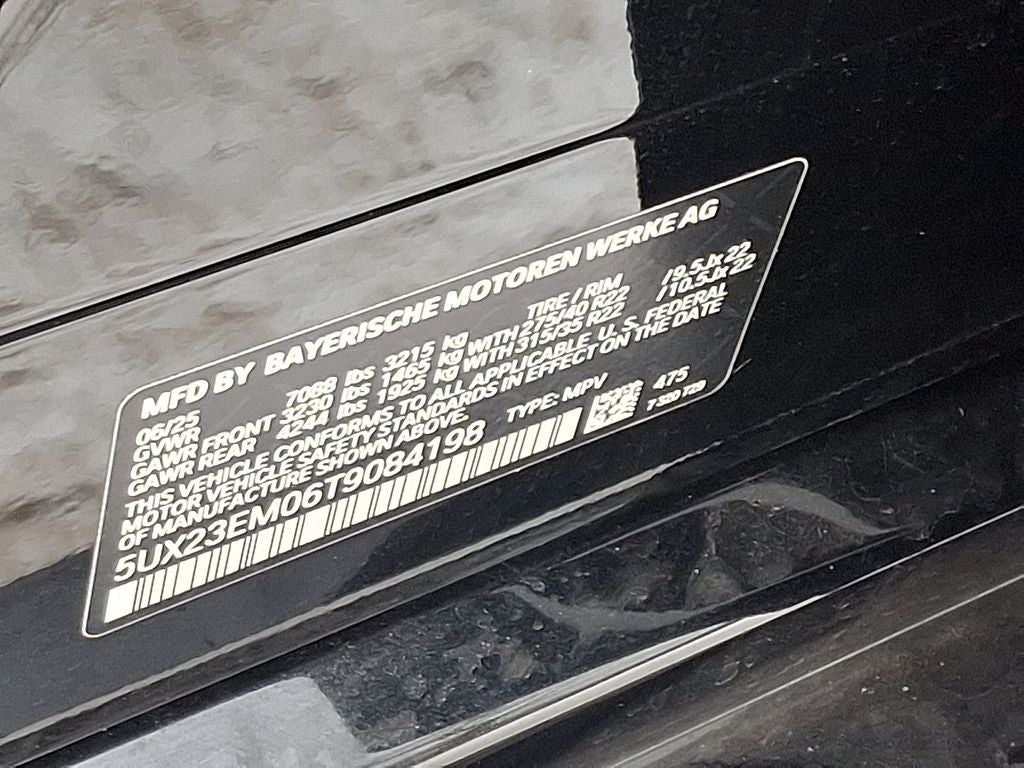 MFD BY BAYERISCHE MOTOREN WERKE AG
06/25 TIRE / RIM
GVWR 7088 lbs 3215 kg
GAWR FRONT 3230 lbs 1465 kg WITH 275/40 R22 /9.5Jx22
GAWR REAR 4244 lbs 1925 kg WITH 315/35 R22 /10.5Jx22
THIS VEHICLE CONFORMS TO ALL APPLICABLE U. S. FEDERAL
MOTOR VEHICLE SAFETY STANDARDS IN EFFECT ON THE DATE
OF MANUFACTURE SHOWN ABOVE.
5UX23EM06T9084198 TYPE: MPV 475